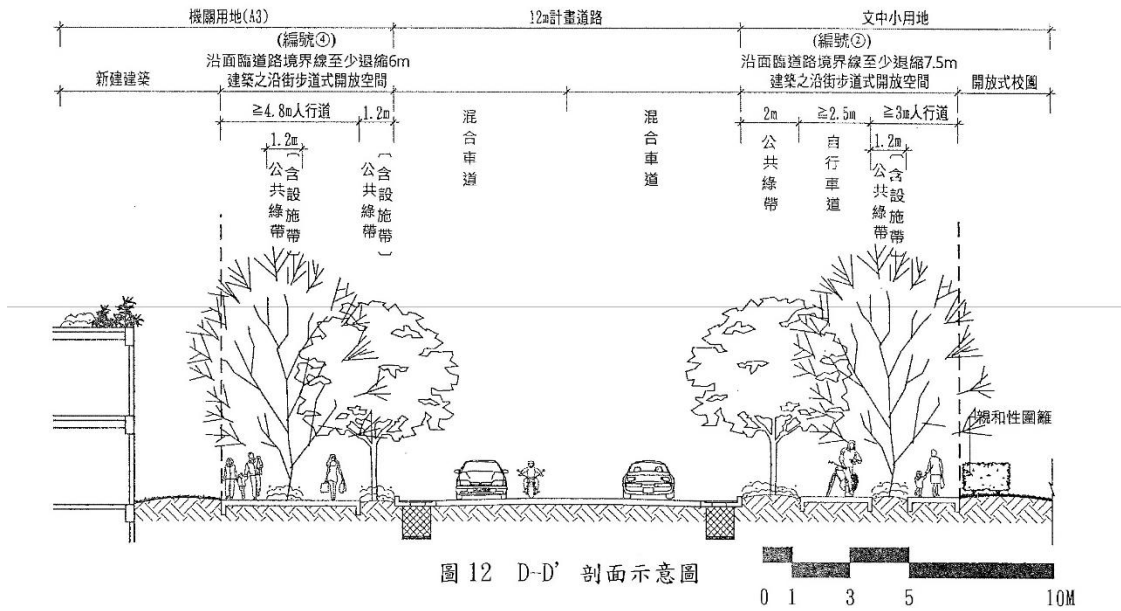 機關用地(A3)
12m計畫道路
文中小用地
(編號④)
沿面臨道路境界線至少退縮6m
建築之沿街步道式開放空間
新建建築
(編號②)
沿面臨道路境界線至少退縮7.5m
建築之沿街步道式開放空間
開放式校園
≧4.8m人行道
1.2m
1.2m
公共綠帶
〔含設施帶〕
公共綠帶
〔含設施帶〕
混合車道
混合車道
2m
≧2.5m
≧3m人行道
1.2m
公共綠帶
自行車道
公共綠帶
〔含設施帶〕
親和性圍籬
圖 12 D-D' 剖面示意圖
0 1 3 5 10M